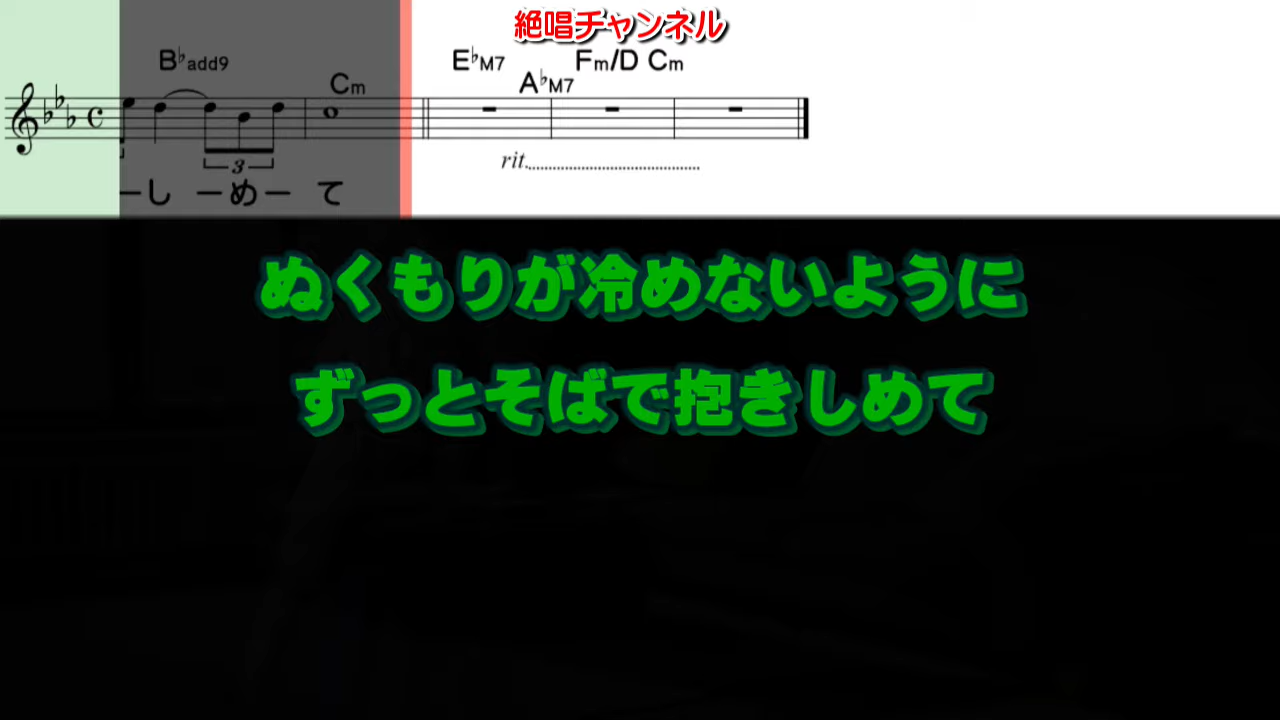 絶唱チャンネル
B♭add9 Cm E♭M7 A♭M7 Fm/D Cm
3
rit.
ーし ーめー て
ぬくもりが冷めないように
ずっとそばで抱きしめて